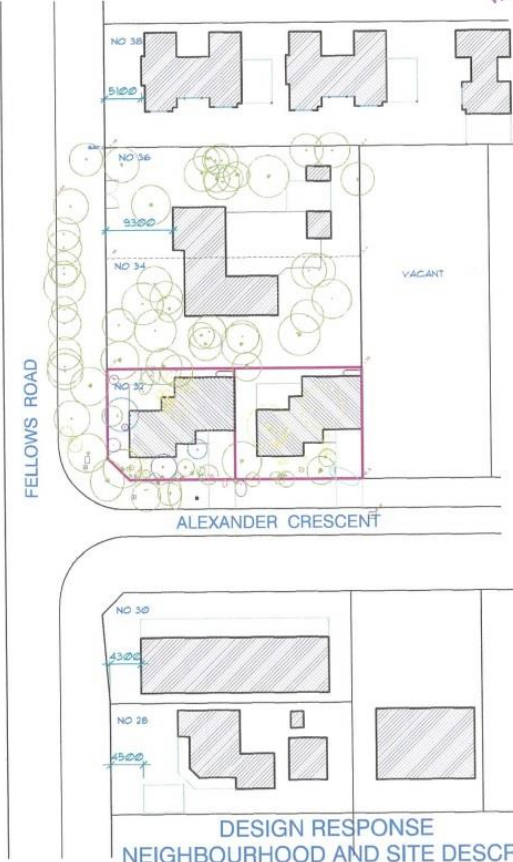 NO 38
5100
NO 36
9300
NO 34
VACANT
NO 32
FELLOWS ROAD
ALEXANDER CRESCENT
NO 30
4300
NO 28
4500
DESIGN RESPONSE
NEIGHBOURHOOD AND SITE DESCR